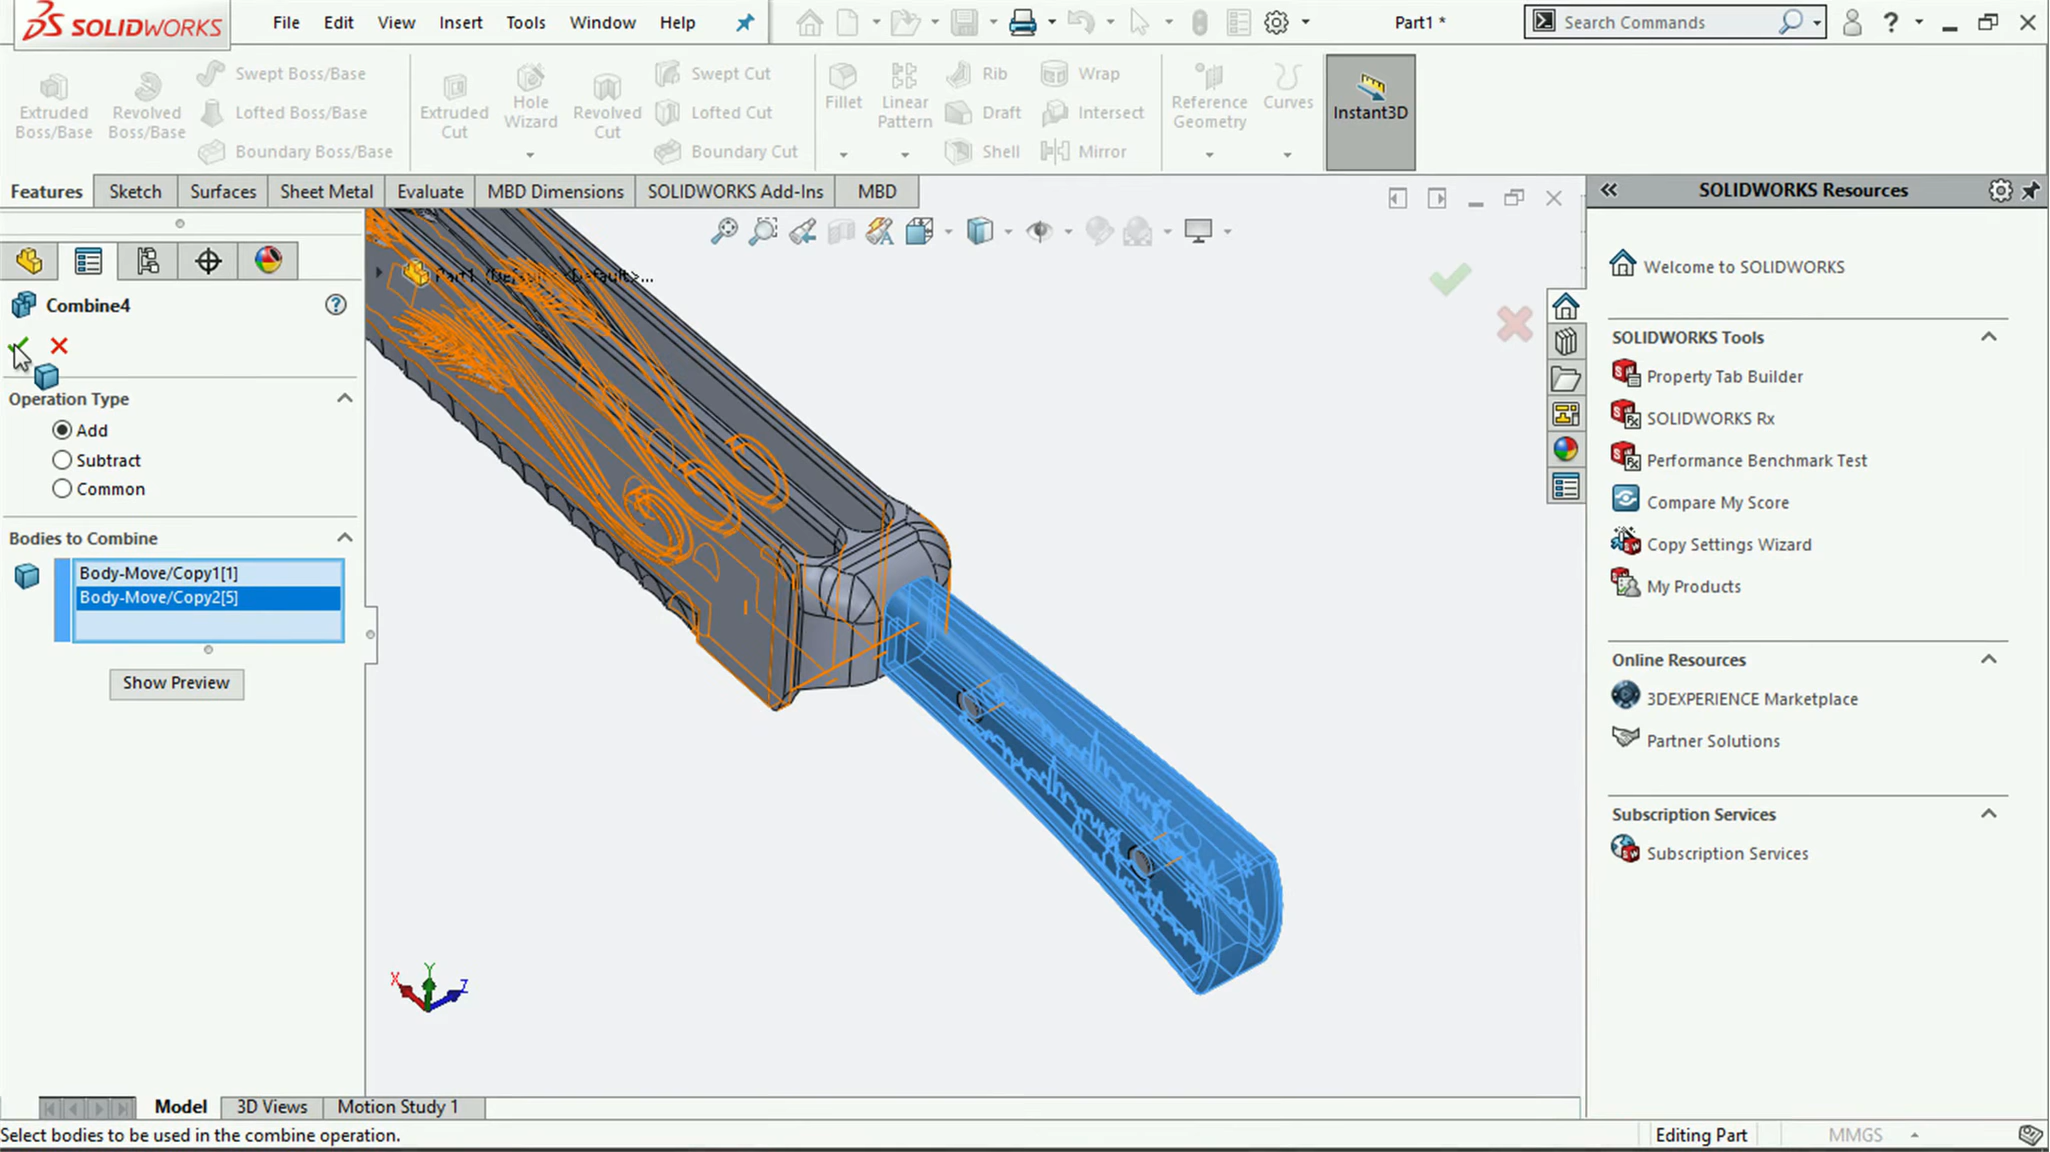 SOLIDWORKS
File Edit View Insert Tools Window Help
Part1 *
Search Commands
Extruded Boss/Base
Revolved Boss/Base
Swept Boss/Base
Lofted Boss/Base
Boundary Boss/Base
Extruded Cut
Hole Wizard
Revolved Cut
Swept Cut
Lofted Cut
Boundary Cut
Fillet
Linear Pattern
Rib
Draft
Shell
Wrap
Intersect
Mirror
Reference Geometry
Curves
Instant3D
Features Sketch Surfaces Sheet Metal Evaluate MBD Dimensions SOLIDWORKS Add-Ins MBD
Part1 (Default<<Default>...
Combine4
Operation Type
Add
Subtract
Common
Bodies to Combine
Body-Move/Copy1[1]
Body-Move/Copy2[5]
Show Preview
X Y Z
SOLIDWORKS Resources
Welcome to SOLIDWORKS
SOLIDWORKS Tools
Property Tab Builder
SOLIDWORKS Rx
Performance Benchmark Test
Compare My Score
Copy Settings Wizard
My Products
Online Resources
3DEXPERIENCE Marketplace
Partner Solutions
Subscription Services
Subscription Services
Model 3D Views Motion Study 1
Select bodies to be used in the combine operation.
Editing Part
MMGS